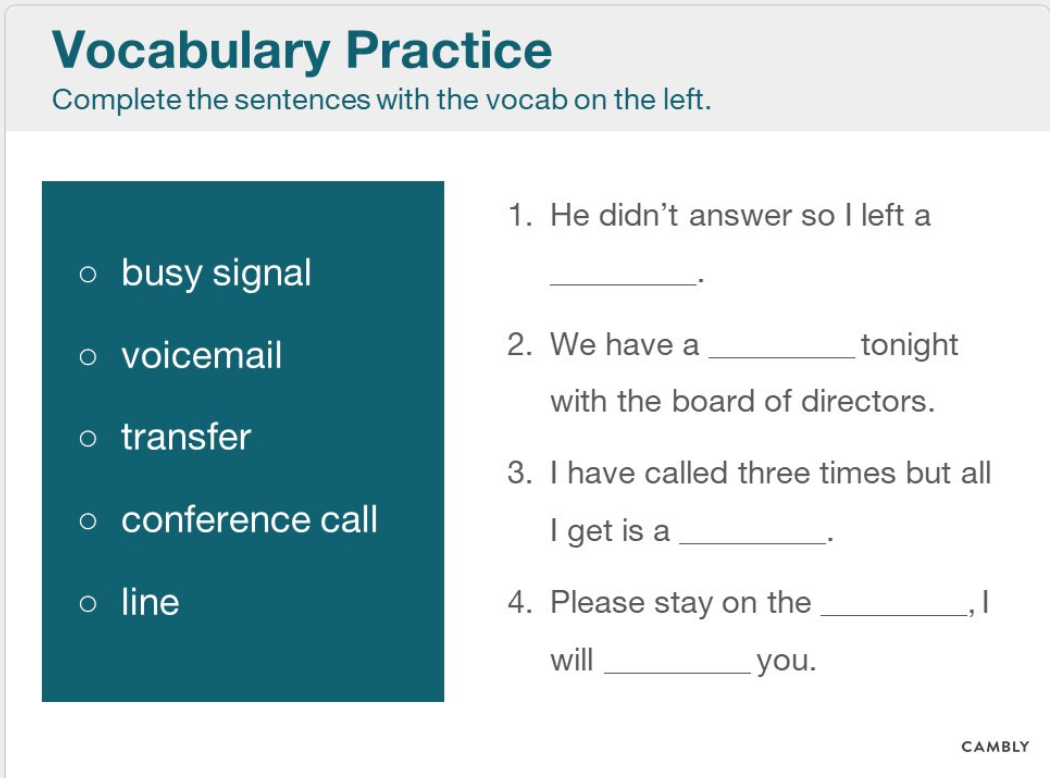 Vocabulary Practice
Complete the sentences with the vocab on the left.
○ busy signal
○ voicemail
○ transfer
○ conference call
○ line
1. He didn’t answer so I left a
_________.
2. We have a _________ tonight
with the board of directors.
3. I have called three times but all
I get is a _________.
4. Please stay on the _________, I
will _________ you.
CAMBLY